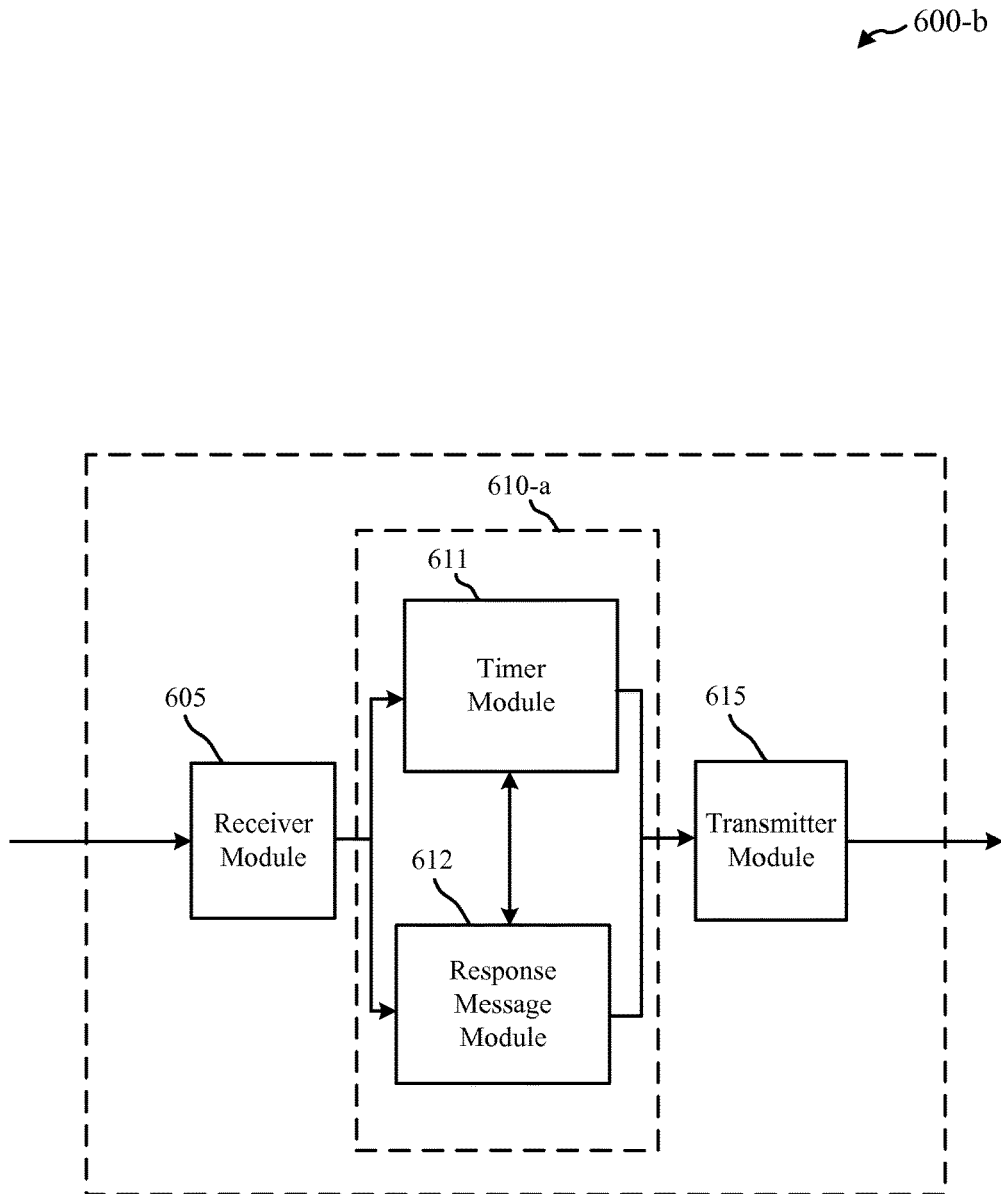 600-b
610-a
611
Timer
Module
605
Receiver
Module
615
Transmitter
Module
612
Response
Message
Module